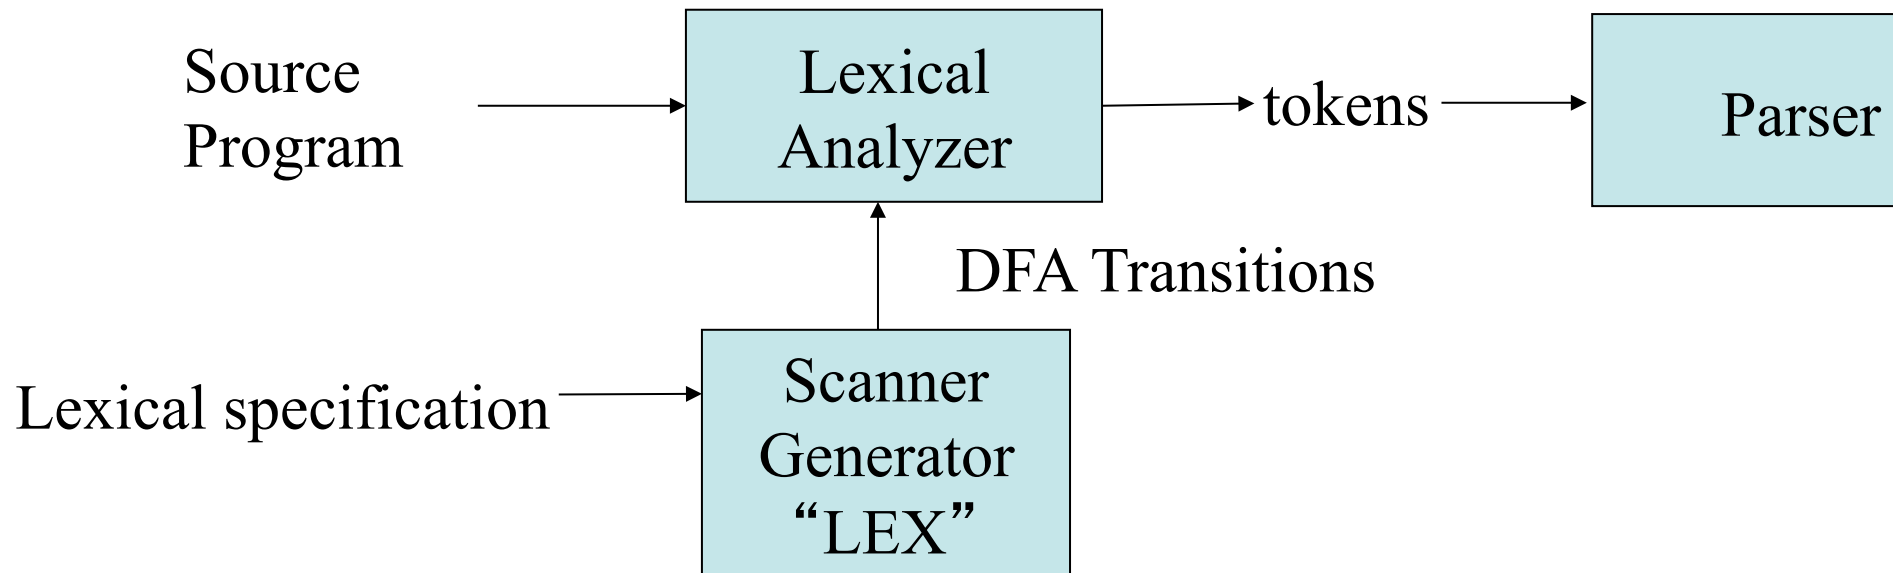 Source
Program
Lexical
Analyzer
tokens
Parser
DFA Transitions
Lexical specification
Scanner
Generator
“LEX”